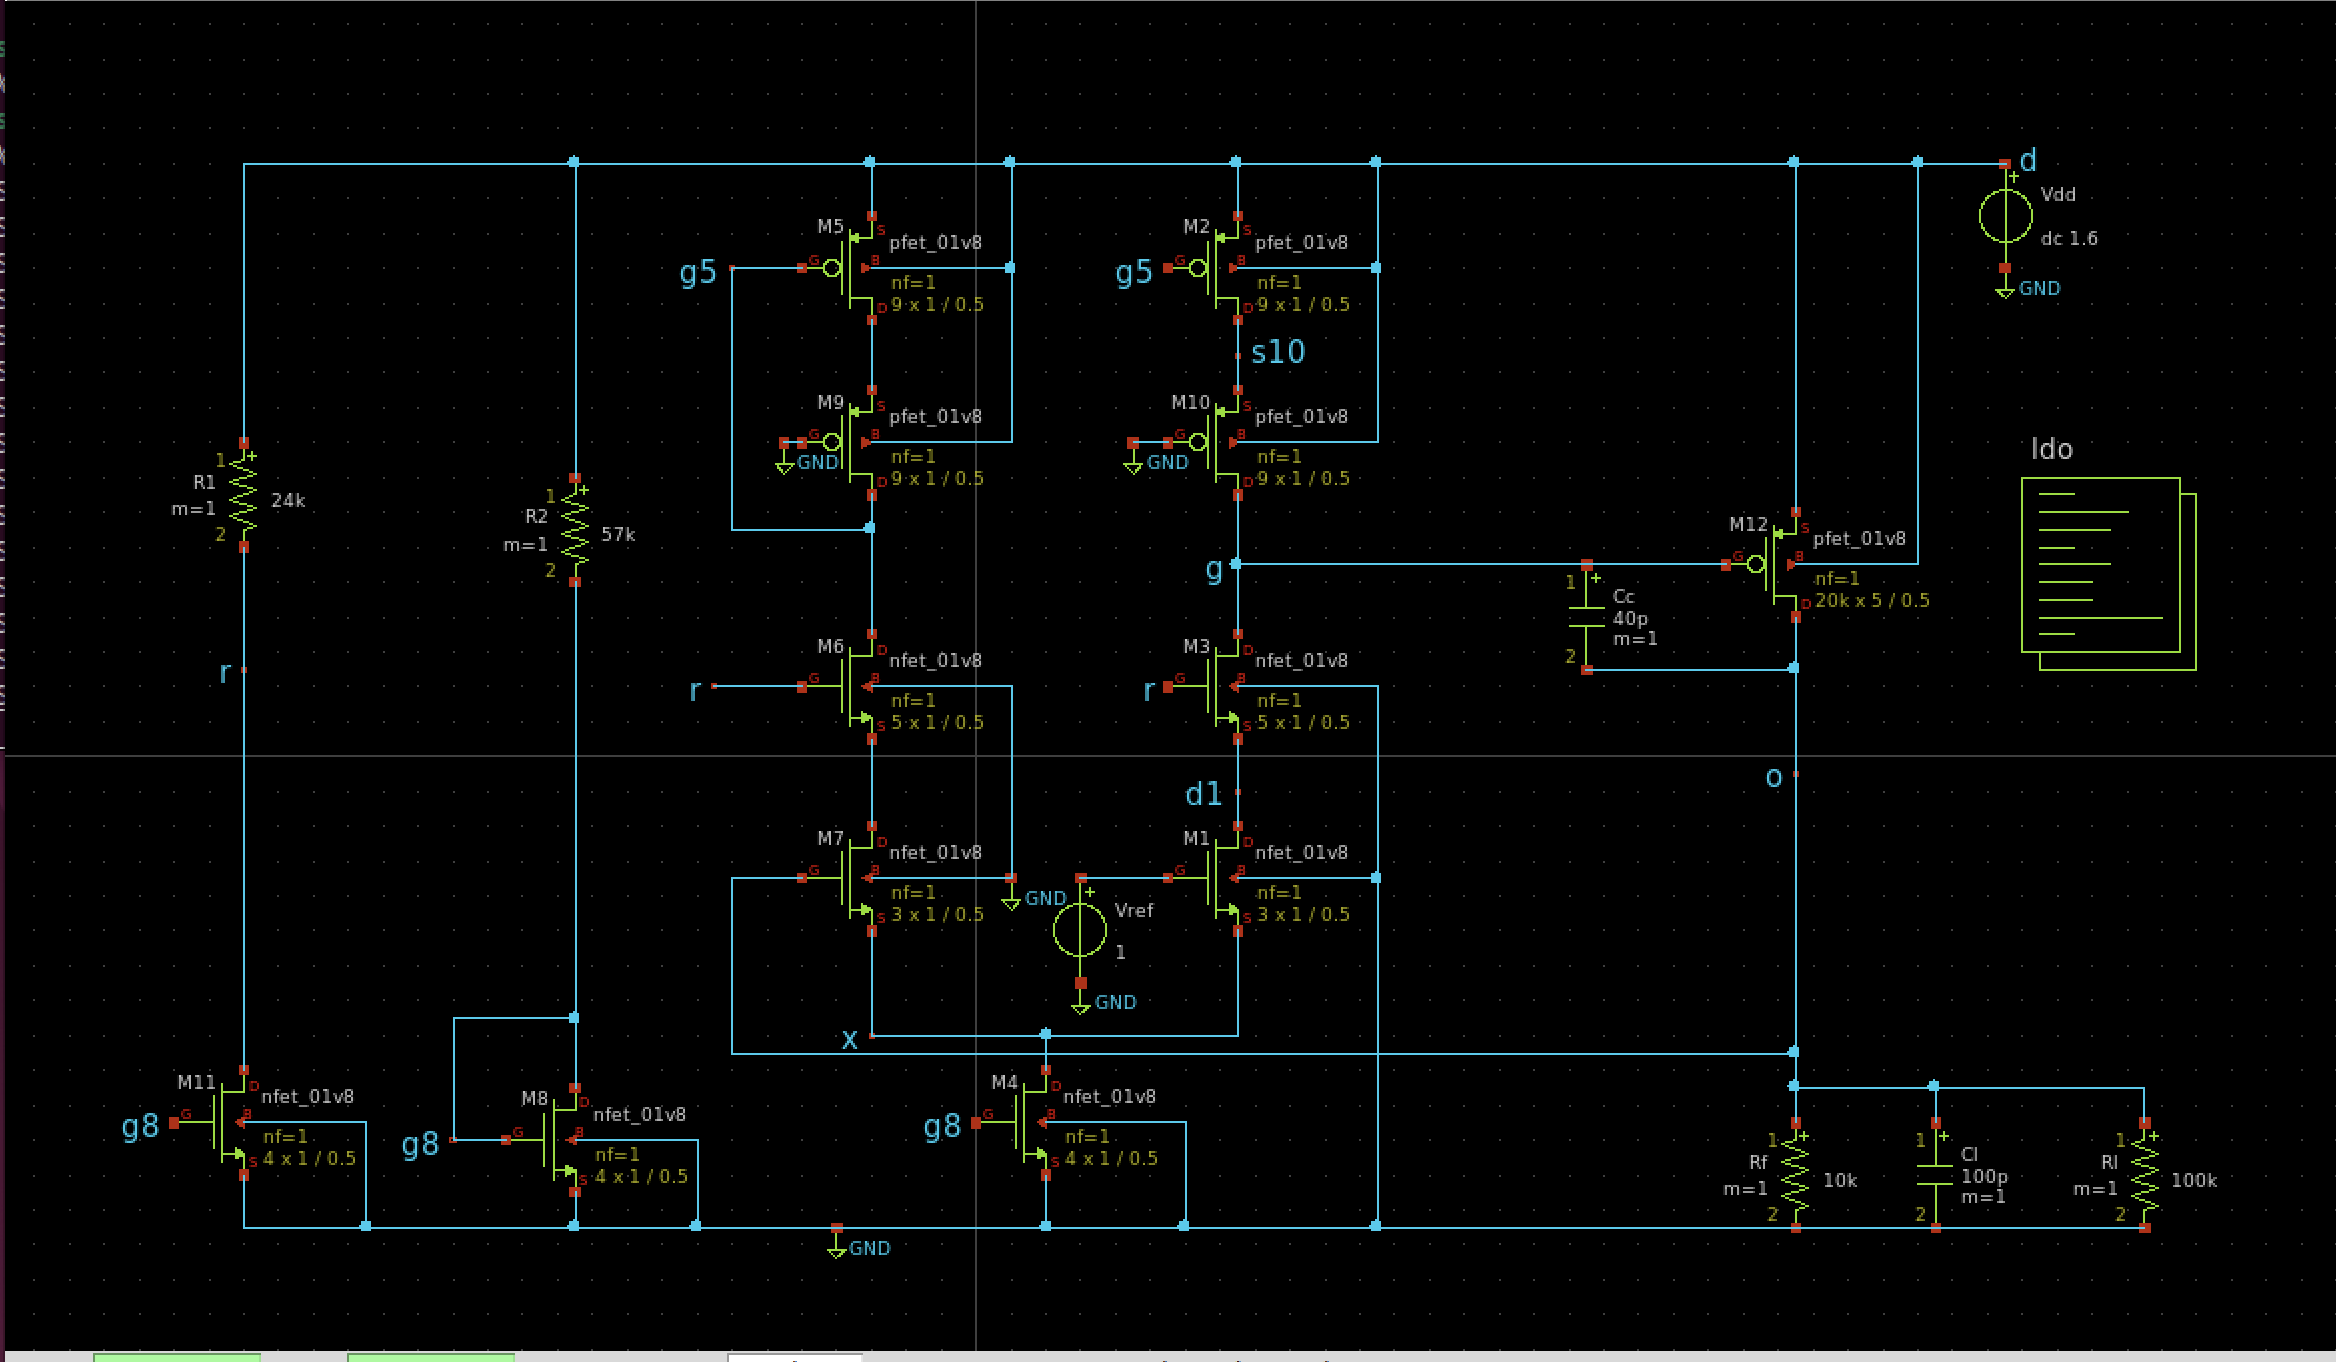 d
Vdd
dc 1.6
GND
M5
S
pfet_01v8
g5
G
B
nf=1
D
9 x 1 / 0.5
M2
S
pfet_01v8
g5
G
B
nf=1
D
9 x 1 / 0.5
s10
M9
S
pfet_01v8
G
B
GND
nf=1
9 x 1 / 0.5
D
M10
S
pfet_01v8
G
B
GND
nf=1
9 x 1 / 0.5
D
ldo
1
+
R1
24k
m=1
2
1
+
R2
57k
m=1
2
g
M12
S
pfet_01v8
G
B
nf=1
20k x 5 / 0.5
D
1
+
Cc
40p
m=1
2
r
M6
D
nfet_01v8
r
G
B
nf=1
5 x 1 / 0.5
S
M3
D
nfet_01v8
r
G
B
nf=1
5 x 1 / 0.5
S
o
d1
M7
D
nfet_01v8
G
B
nf=1
3 x 1 / 0.5
S
GND
M1
D
nfet_01v8
G
B
nf=1
3 x 1 / 0.5
S
+
Vref
1
GND
x
M11
D
nfet_01v8
g8
G
B
nf=1
4 x 1 / 0.5
S
M8
D
nfet_01v8
g8
G
B
nf=1
4 x 1 / 0.5
S
M4
D
nfet_01v8
g8
G
B
nf=1
4 x 1 / 0.5
S
1
+
Rf
10k
m=1
2
1
+
Cl
100p
m=1
2
1
+
Rl
100k
m=1
2
GND